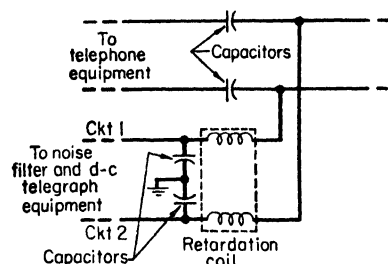 To
telephone
equipment
Capacitors
Ckt 1
To noise
filter and d-c
telegraph
equipment
Ckt 2
Capacitors
Retardation
coil